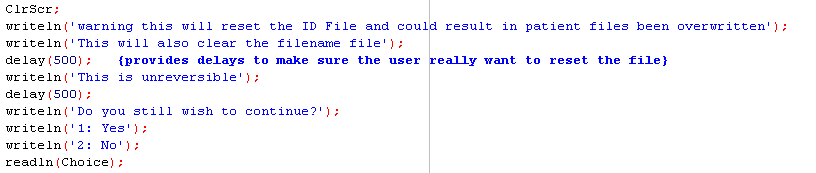 ClrScr;
writeln('warning this will reset the ID File and could result in patient files been overwritten');
writeln('This will also clear the filename file');
delay(500);   {provides delays to make sure the user really want to reset the file}
writeln('This is unreversible');
delay(500);
writeln('Do you still wish to continue?');
writeln('1: Yes');
writeln('2: No');
readln(Choice);